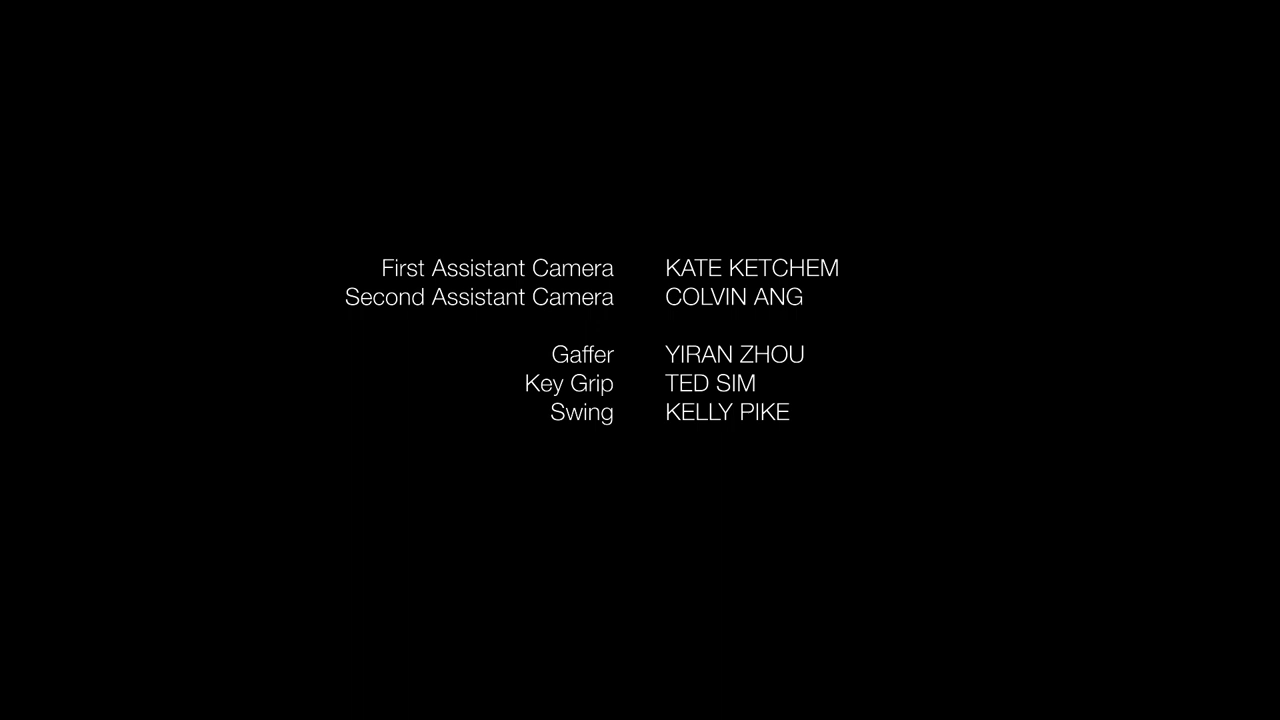 First Assistant Camera KATE KETCHEM
Second Assistant Camera COLVIN ANG
Gaffer YIRAN ZHOU
Key Grip TED SIM
Swing KELLY PIKE